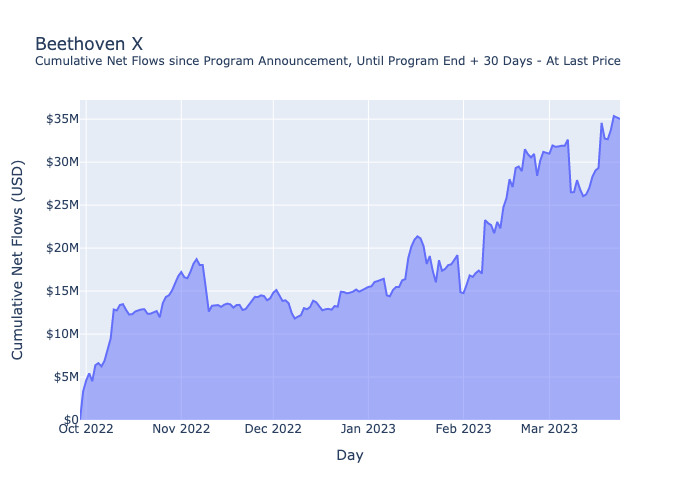 Beethoven X
Cumulative Net Flows since Program Announcement, Until Program End + 30 Days - At Last Price
Cumulative Net Flows (USD)
$35M
$30M
$25M
$20M
$15M
$10M
$5M
$0
Oct 2022 Nov 2022 Dec 2022 Jan 2023 Feb 2023 Mar 2023
Day